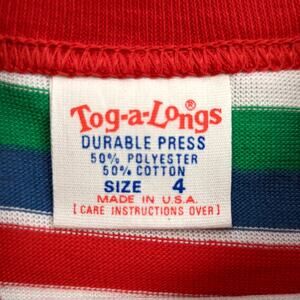 Tog-a-Longs®
DURABLE PRESS
50% POLYESTER
50% COTTON
SIZE 4
MADE IN U.S.A.
[CARE INSTRUCTIONS OVER]